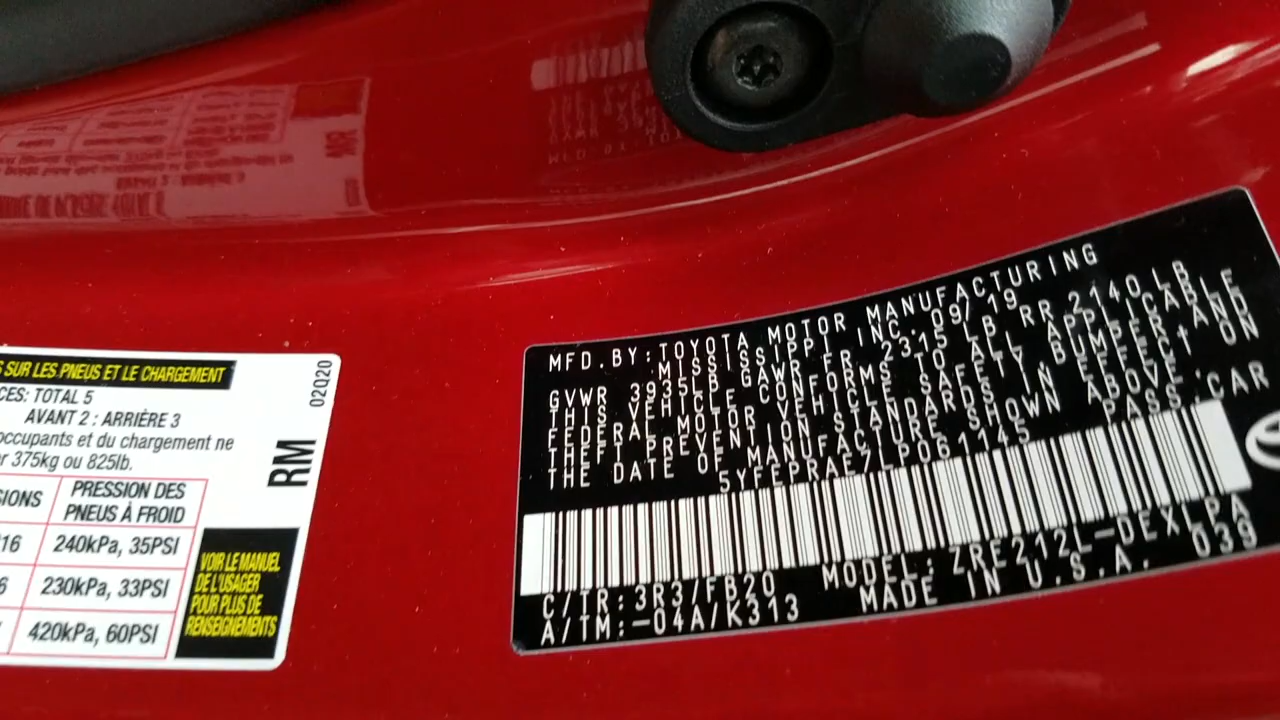 S SUR LES PNEUS ET LE CHARGEMENT
CES: TOTAL 5
AVANT 2 : ARRIÈRE 3
occupants et du chargement ne
r 375kg ou 825lb.
SIONS PRESSION DES PNEUS À FROID
16 240kPa, 35PSI
6 230kPa, 33PSI
420kPa, 60PSI
VOIR LE MANUEL
DE L'USAGER
POUR PLUS DE
RENSEIGNEMENTS
RM
02Q20
MFD. BY: TOYOTA MOTOR MANUFACTURING
MISSISSIPPI INC. 09/19
GVWR 3935LB GAWR FR 2315 LB RR 2140 LB
THIS VEHICLE CONFORMS TO ALL APPLICABLE
FEDERAL MOTOR VEHICLE SAFETY, BUMPER, AND
THEFT PREVENTION STANDARDS IN EFFECT ON
THE DATE OF MANUFACTURE SHOWN ABOVE.
5YFEPRAE7LP061145 PASS.CAR
C/TR:3R3/FB20 MODEL: ZRE212L-DEXLPA
A/TM:-04A/K313 MADE IN U.S.A. 039